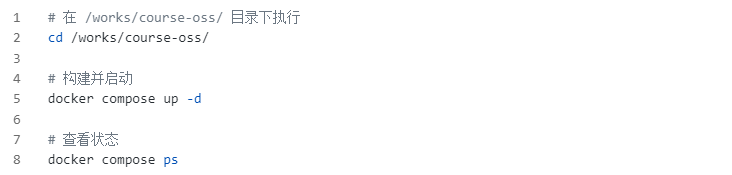 1 # 在 /works/course-oss/ 目录下执行
2 cd /works/course-oss/
3
4 # 构建并启动
5 docker compose up -d
6
7 # 查看状态
8 docker compose ps